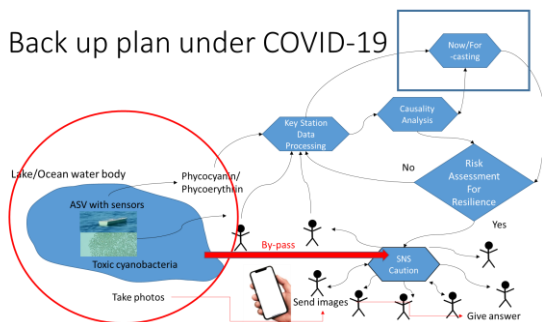 Back up plan under COVID-19
Now/For
-casting
Key Station
Data
Processing
Causality
Analysis
Lake/Ocean water body
Phycocyanin/
Phycoerythin
ASV with sensors
Toxic cyanobacteria
No
Risk
Assessment
For
Resilience
Yes
By-pass
SNS
Caution
Take photos
Send images
Give answer